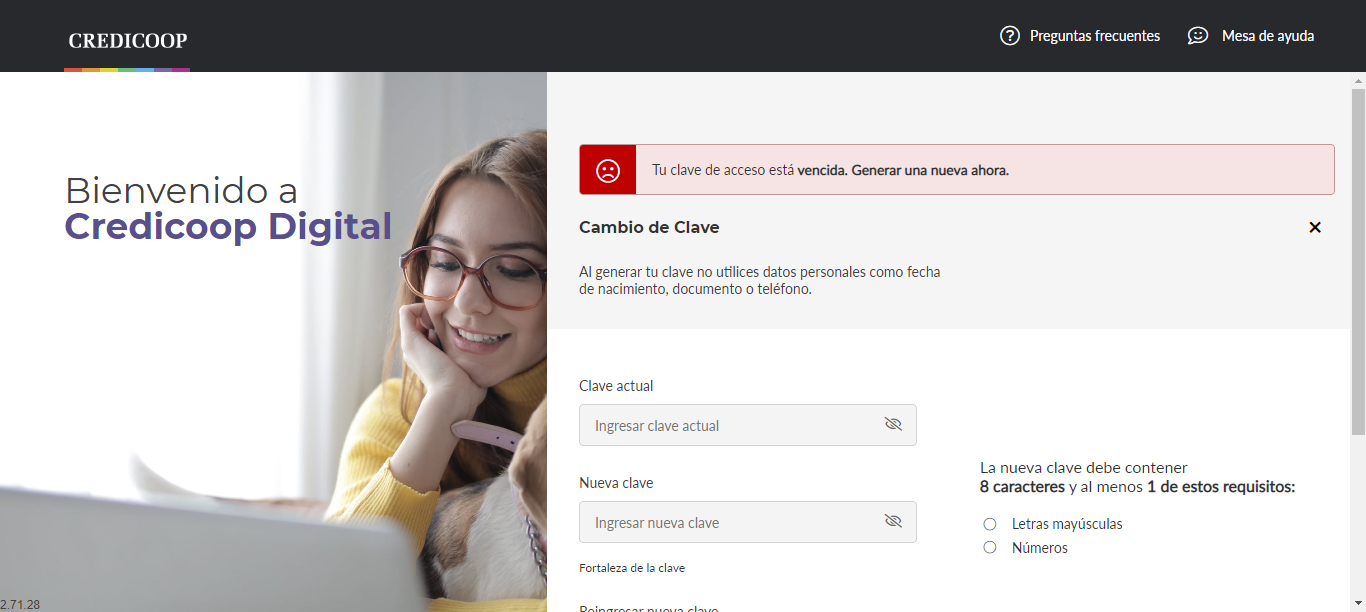 CREDICOOP
Preguntas frecuentes
Mesa de ayuda
Bienvenido a
Credicoop Digital
Tu clave de acceso está vencida. Generar una nueva ahora.
Cambio de Clave
Al generar tu clave no utilices datos personales como fecha
de nacimiento, documento o teléfono.
Clave actual
Ingresar clave actual
Nueva clave
Ingresar nueva clave
Fortaleza de la clave
Reingresar nueva clave
La nueva clave debe contener
8 caracteres y al menos 1 de estos requisitos:
Letras mayúsculas
Números
2.71.28